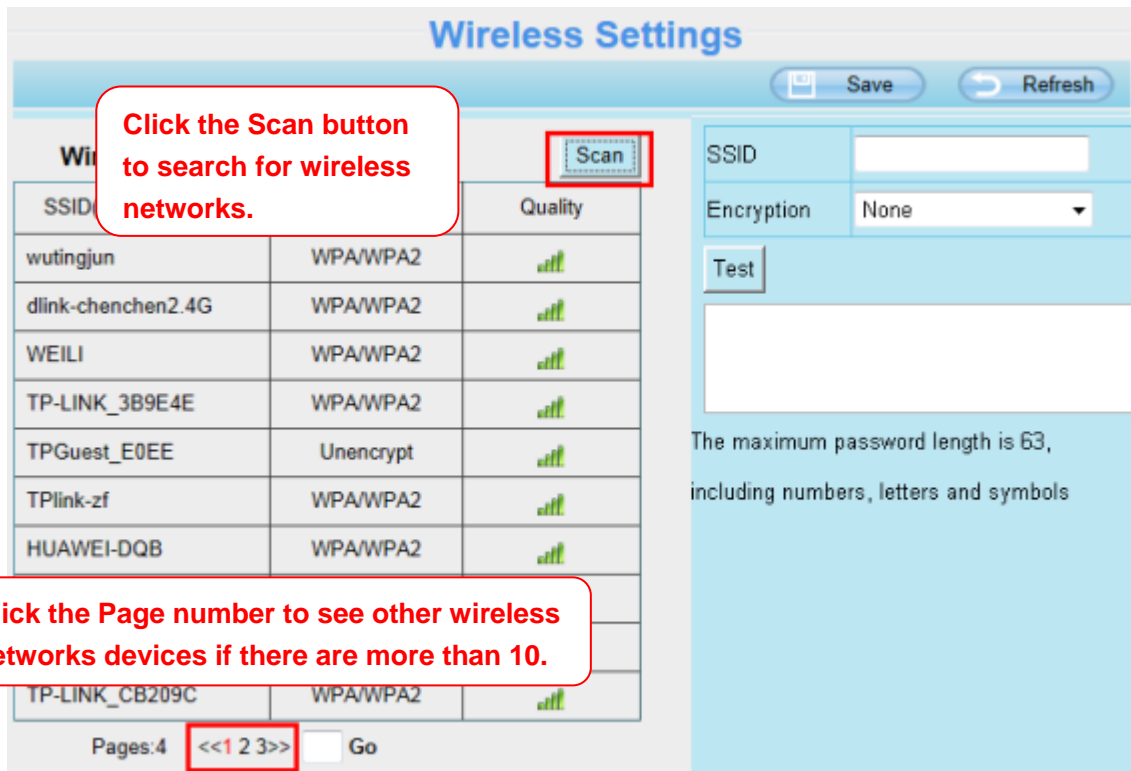 Wireless Settings
Save Refresh
Click the Scan button
to search for wireless
networks.
Scan
SSID Quality
wutingjun WPA/WPA2
dlink-chenchen2.4G WPA/WPA2
WEILI WPA/WPA2
TP-LINK_3B9E4E WPA/WPA2
TPGuest_E0EE Unencrypt
TPlink-zf WPA/WPA2
HUAWEI-DQB WPA/WPA2
ick the Page number to see other wireless
etworks devices if there are more than 10.
TP-LINK_CB209C WPA/WPA2
Pages:4 <<1 2 3>> Go
SSID
Encryption None
Test
The maximum password length is 63,
including numbers, letters and symbols